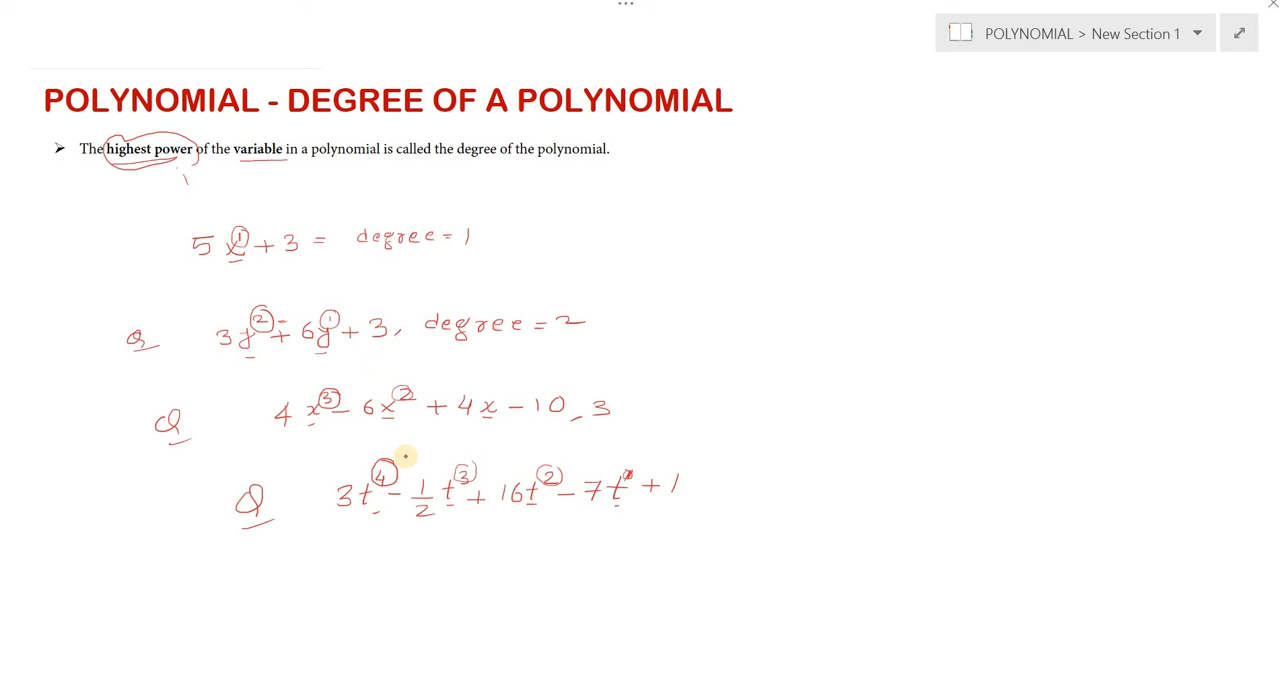 POLYNOMIAL > New Section 1
POLYNOMIAL - DEGREE OF A POLYNOMIAL
➢ The highest power of the variable in a polynomial is called the degree of the polynomial.
5x¹ + 3 = degree = 1
Q 3y² + 6y¹ + 3, degree = 2
Q 4x³ - 6x² + 4x - 10, 3
Q 3t⁴ - 1/2 t³ + 16t² - 7t + 1